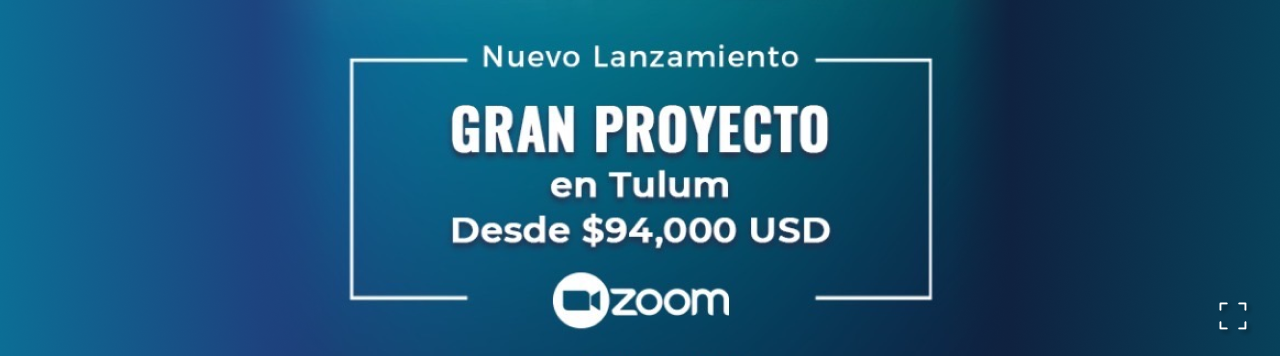 Nuevo Lanzamiento
GRAN PROYECTO
en Tulum
Desde $94,000 USD
zoom